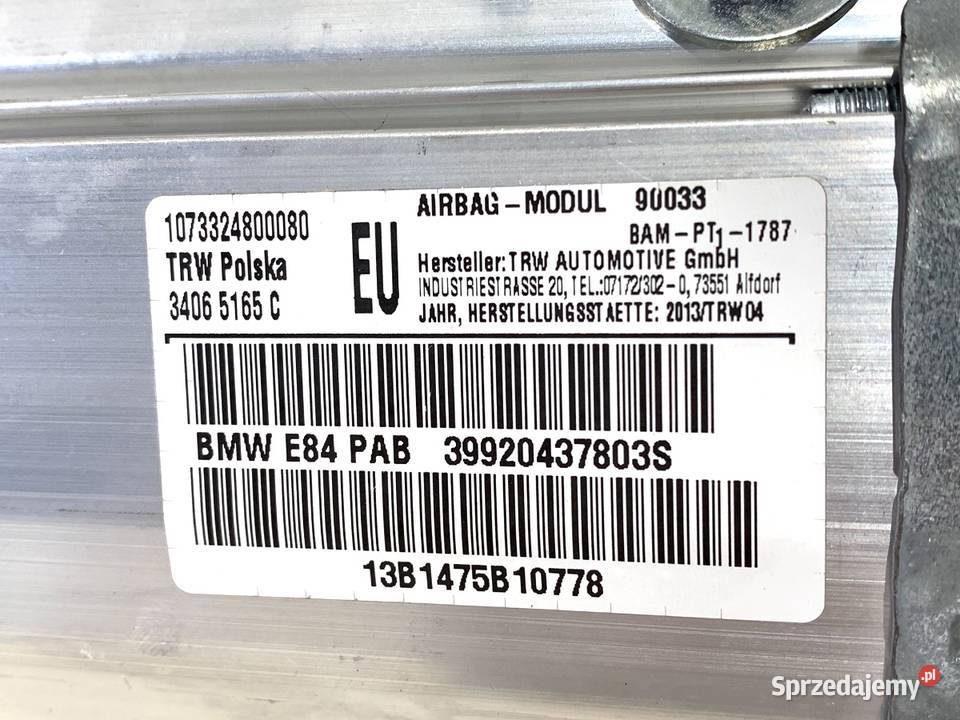 1073324800080
TRW Polska
3406 5165 C
EU
AIRBAG-MODUL 90033
BAM-PT1-1787
Hersteller: TRW AUTOMOTIVE GmbH
INDUSTRIESTRASSE 20, TEL.:07172/302-0, 73551 Alfdorf
JAHR, HERSTELLUNGSSTAETTE: 2013/TRW04
BMW E84 PAB 39920437803S
13B1475B10778
Sprzedajemy.pl